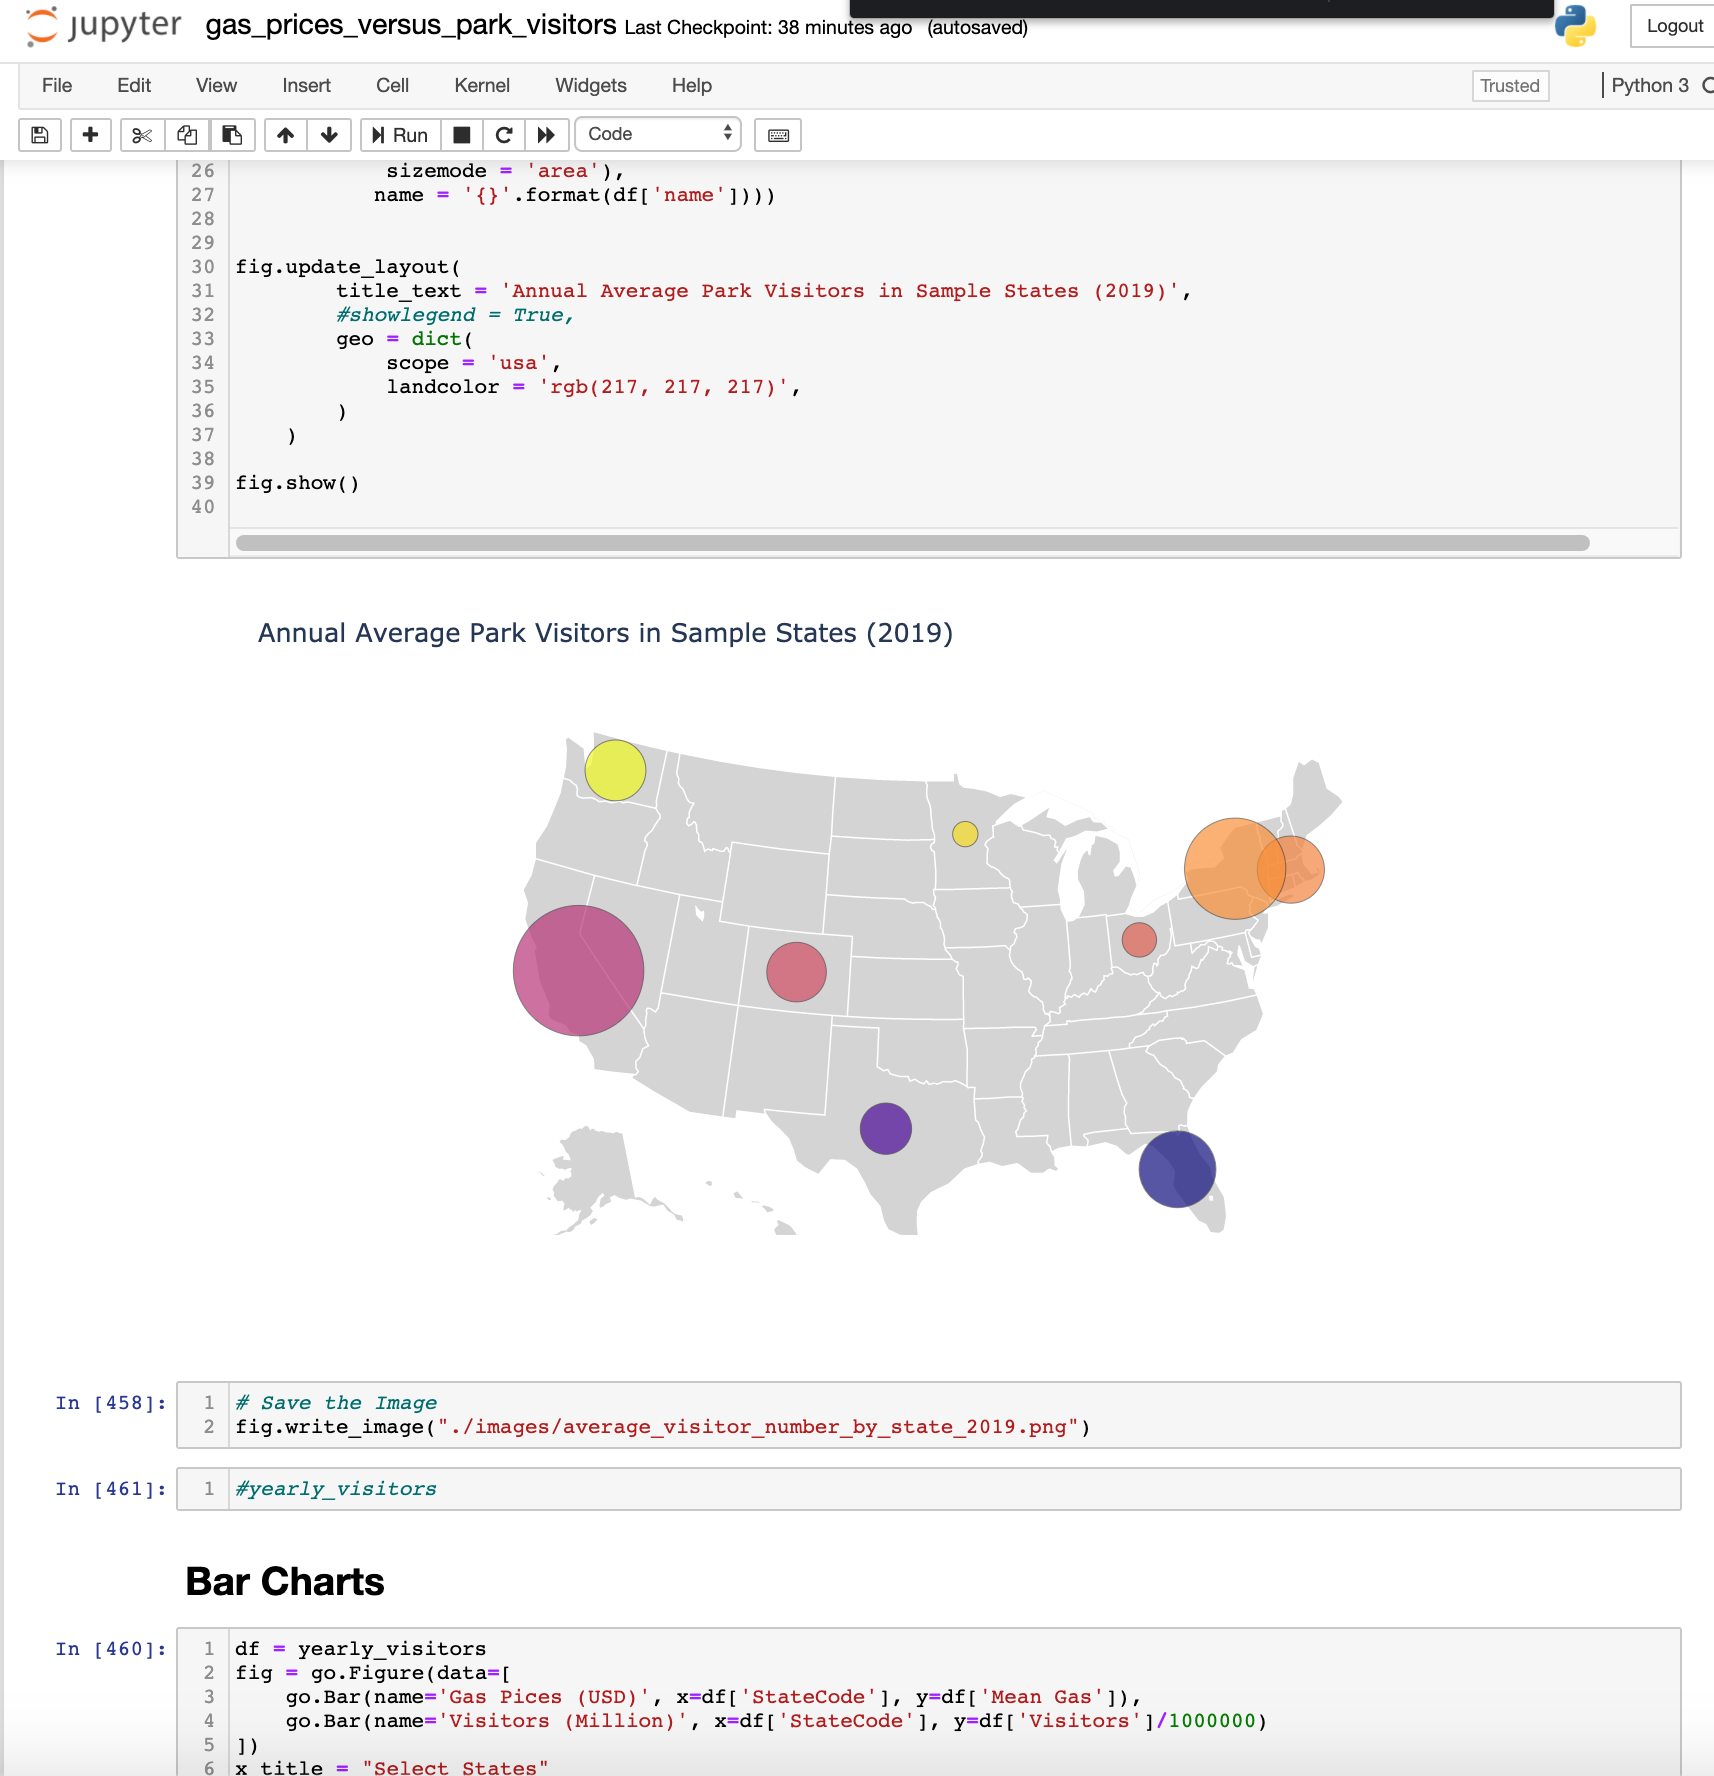 jupyter gas_prices_versus_park_visitors Last Checkpoint: 38 minutes ago (autosaved) Logout
File Edit View Insert Cell Kernel Widgets Help Trusted Python 3
Run Code
26 sizemode = 'area'),
27 name = '{}'.format(df['name'])))
28
29
30 fig.update_layout(
31 title_text = 'Annual Average Park Visitors in Sample States (2019)',
32 #showlegend = True,
33 geo = dict(
34 scope = 'usa',
35 landcolor = 'rgb(217, 217, 217)',
36 )
37 )
38
39 fig.show()
40
Annual Average Park Visitors in Sample States (2019)
In [458]: 1 # Save the Image
2 fig.write_image("./images/average_visitor_number_by_state_2019.png")
In [461]: 1 #yearly_visitors
Bar Charts
In [460]: 1 df = yearly_visitors
2 fig = go.Figure(data=[
3 go.Bar(name='Gas Pices (USD)', x=df['StateCode'], y=df['Mean Gas']),
4 go.Bar(name='Visitors (Million)', x=df['StateCode'], y=df['Visitors']/1000000)
5 ])
6 x_title = "Select States"